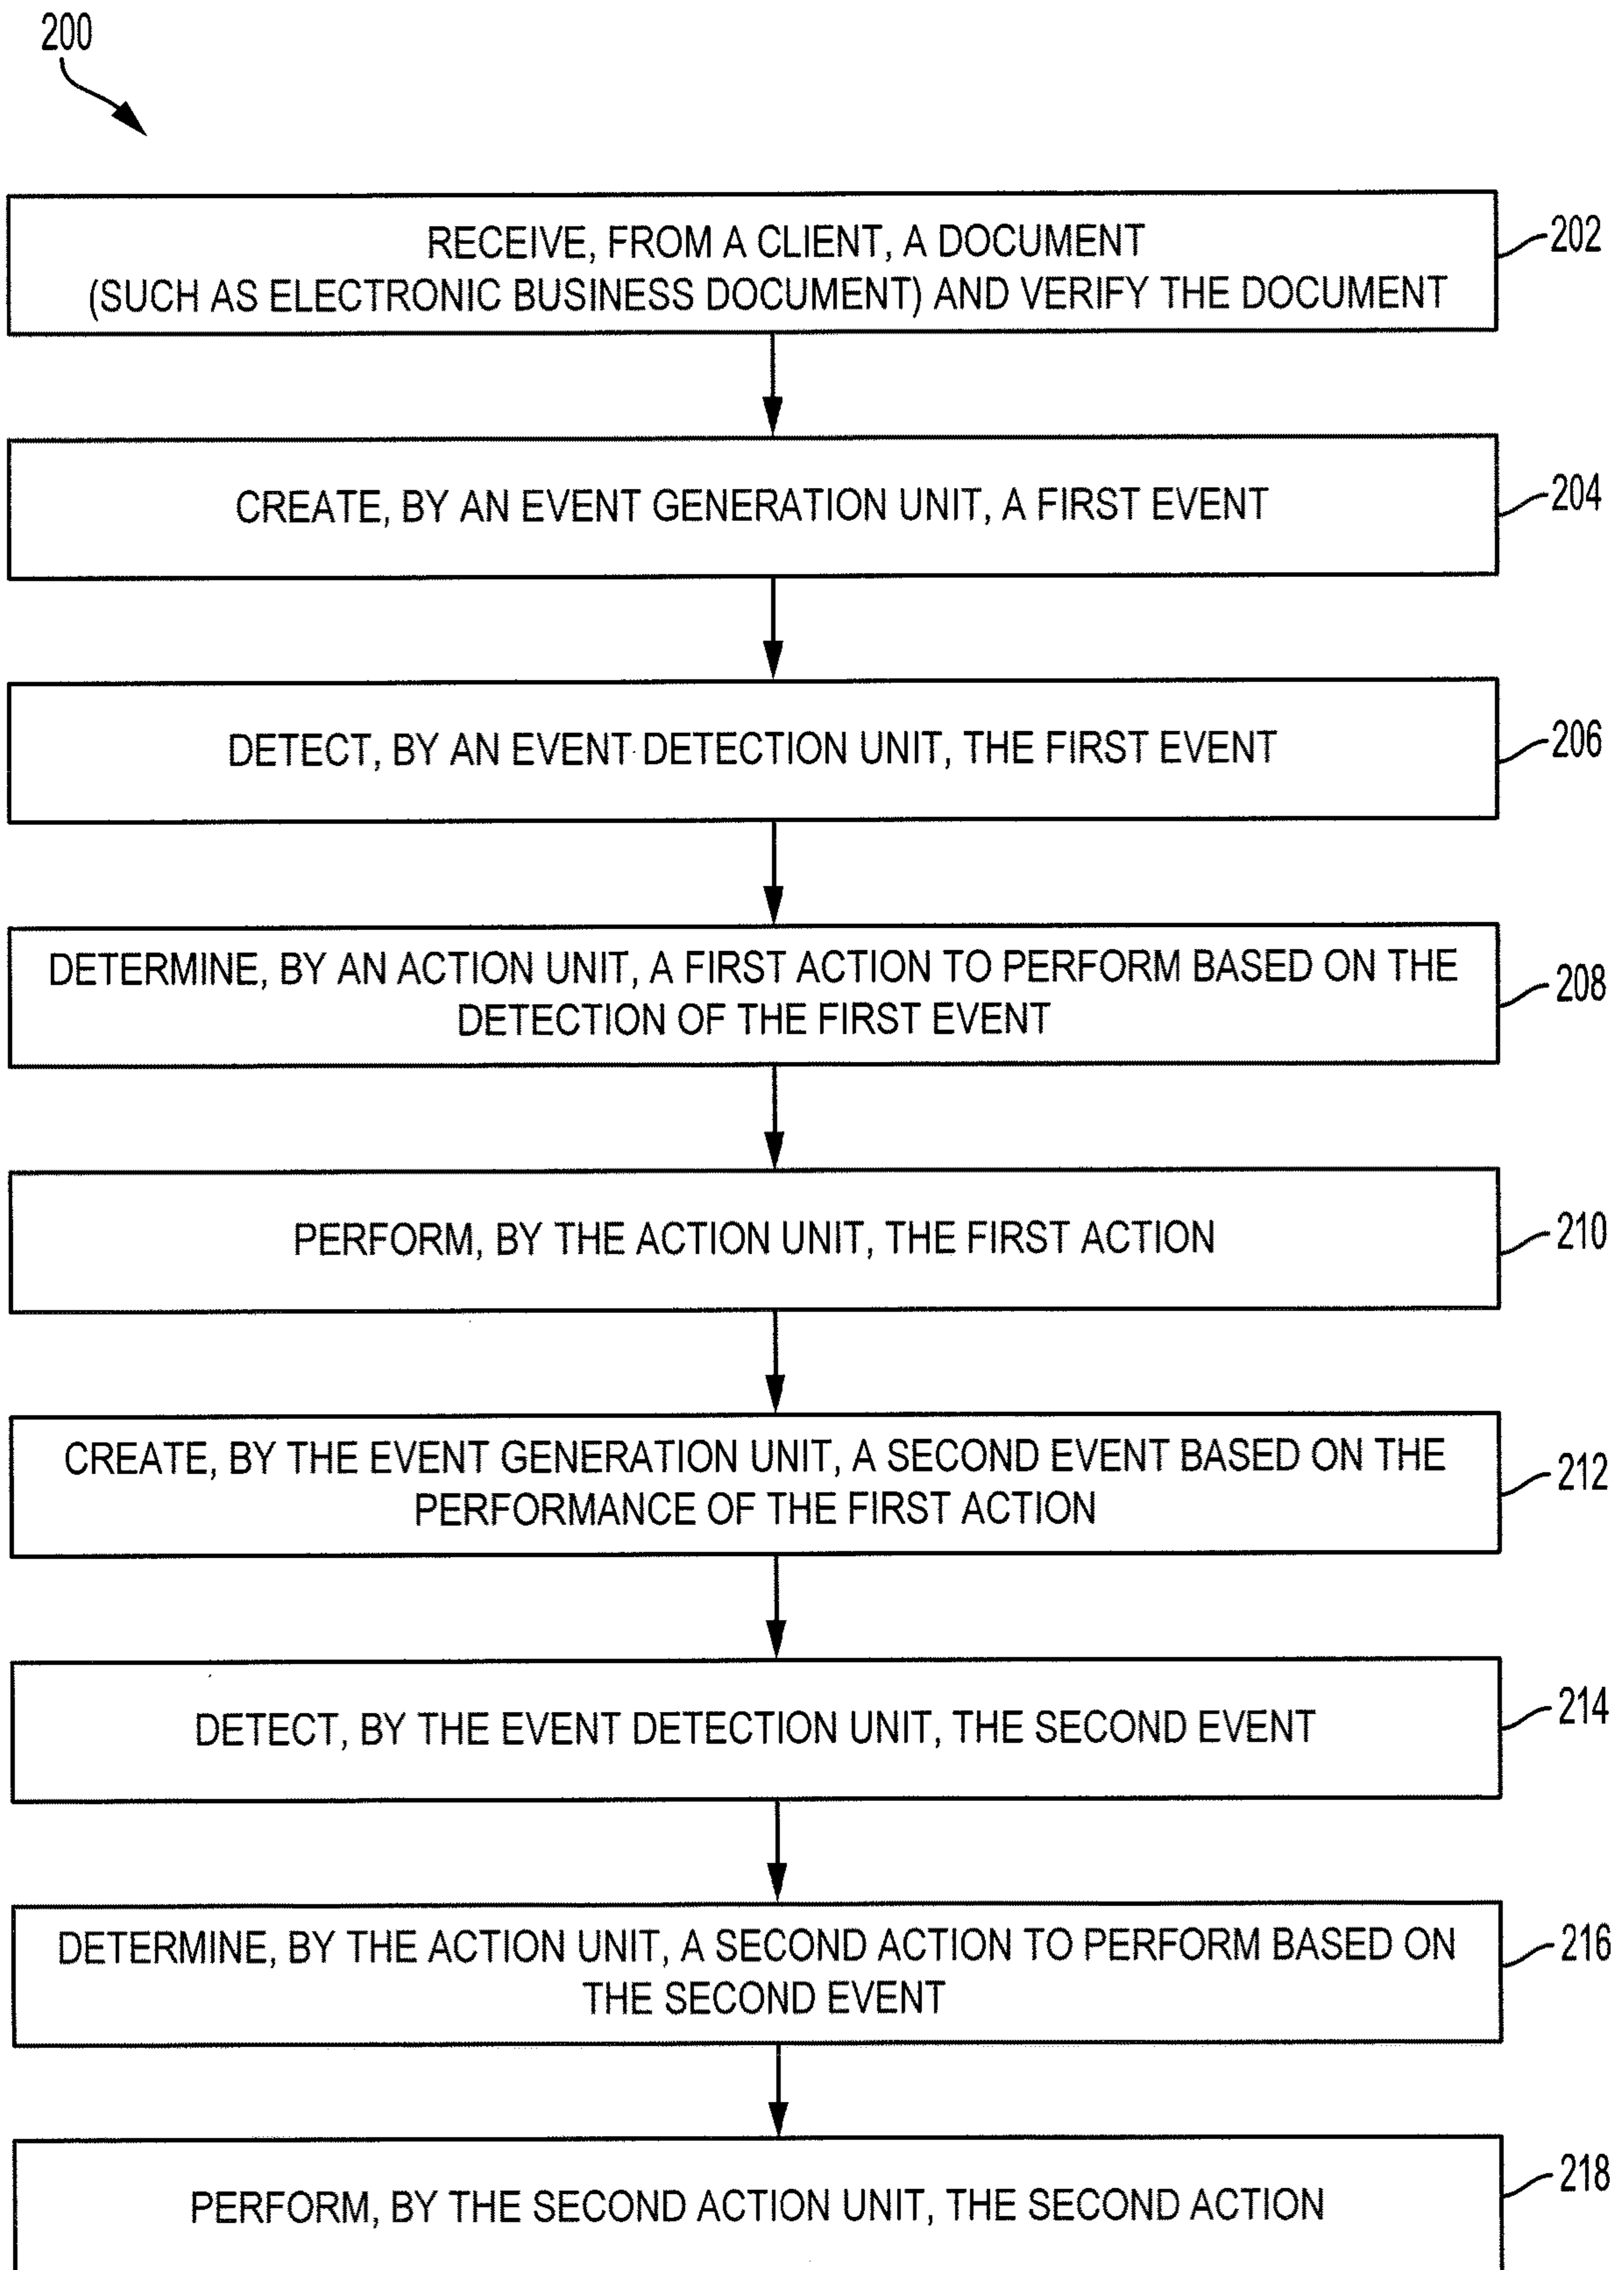 200
RECEIVE, FROM A CLIENT, A DOCUMENT
(SUCH AS ELECTRONIC BUSINESS DOCUMENT) AND VERIFY THE DOCUMENT
202
CREATE, BY AN EVENT GENERATION UNIT, A FIRST EVENT
204
DETECT, BY AN EVENT DETECTION UNIT, THE FIRST EVENT
206
DETERMINE, BY AN ACTION UNIT, A FIRST ACTION TO PERFORM BASED ON THE
DETECTION OF THE FIRST EVENT
208
PERFORM, BY THE ACTION UNIT, THE FIRST ACTION
210
CREATE, BY THE EVENT GENERATION UNIT, A SECOND EVENT BASED ON THE
PERFORMANCE OF THE FIRST ACTION
212
DETECT, BY THE EVENT DETECTION UNIT, THE SECOND EVENT
214
DETERMINE, BY THE ACTION UNIT, A SECOND ACTION TO PERFORM BASED ON
THE SECOND EVENT
216
PERFORM, BY THE SECOND ACTION UNIT, THE SECOND ACTION
218